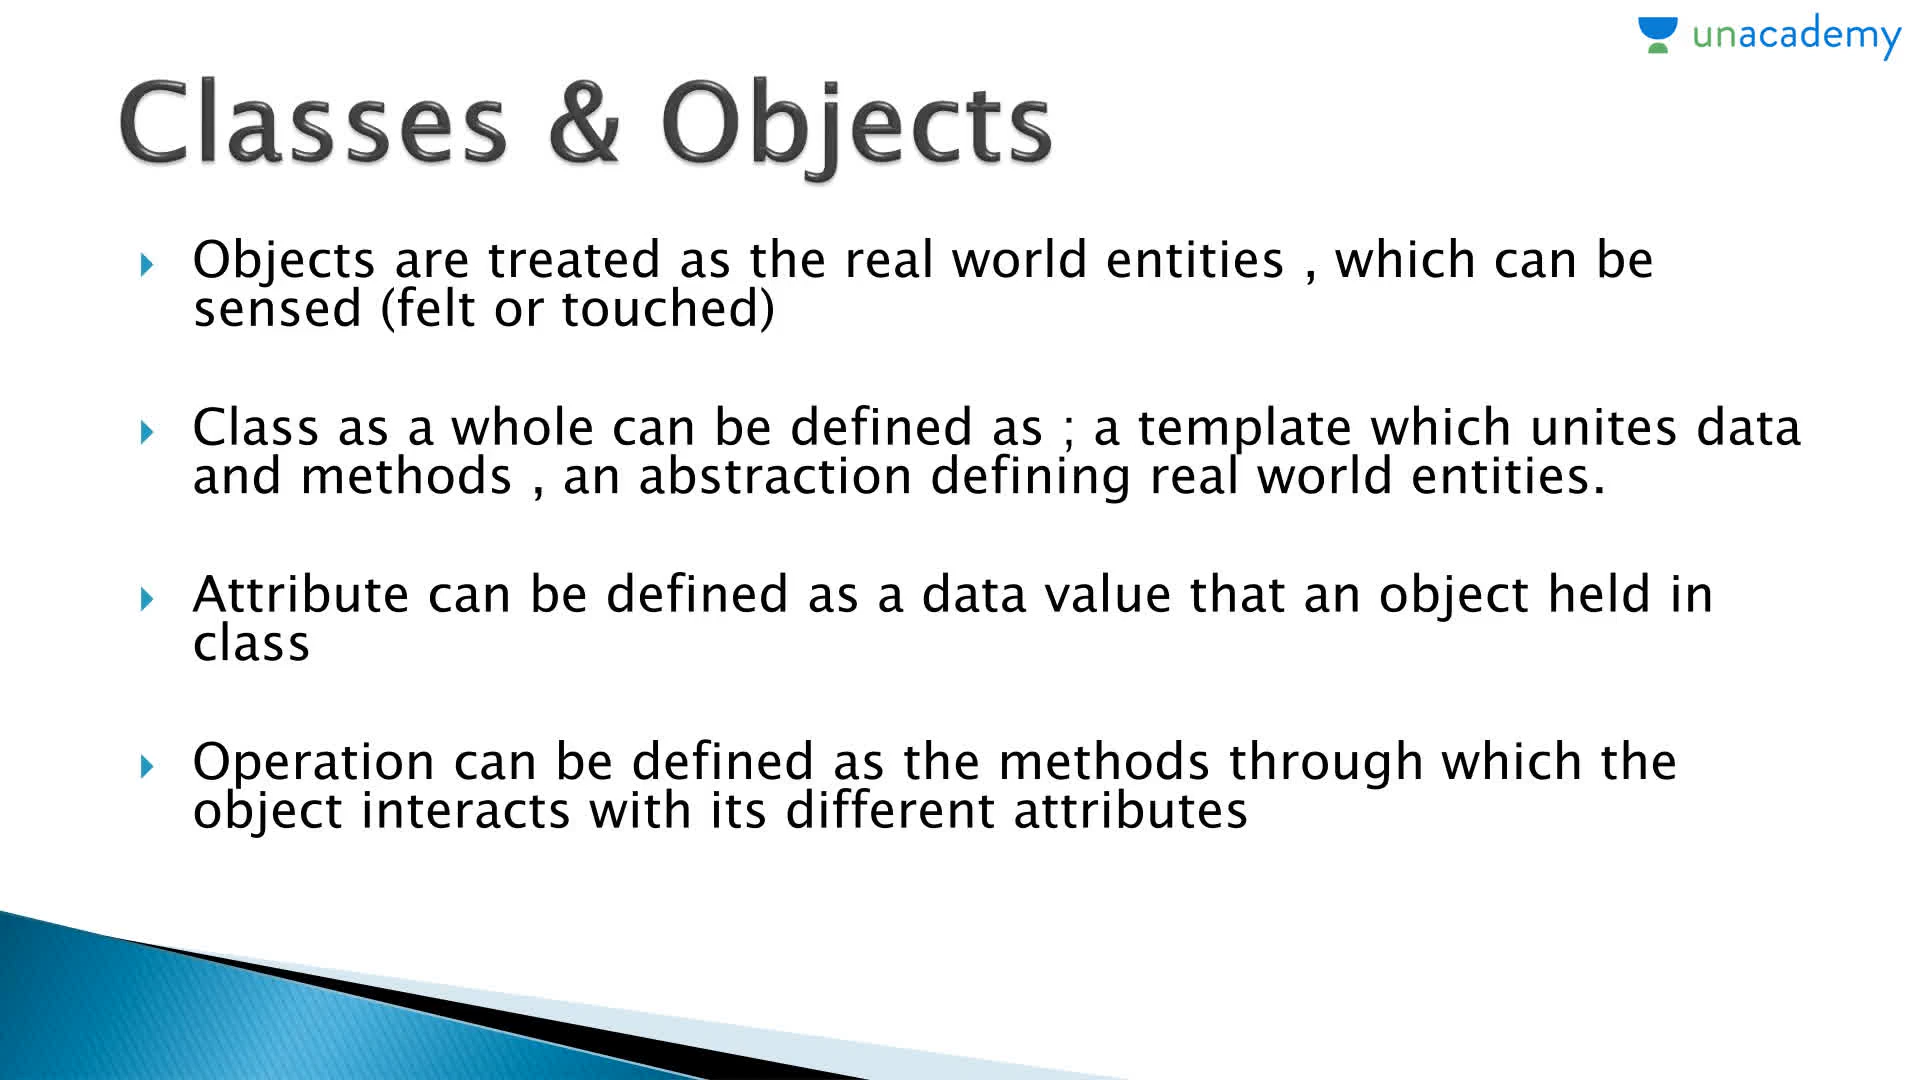 unacademy
Classes & Objects
Objects are treated as the real world entities , which can be
sensed (felt or touched)
Class as a whole can be defined as ; a template which unites data
and methods , an abstraction defining real world entities.
Attribute can be defined as a data value that an object held in
class
Operation can be defined as the methods through which the
object interacts with its different attributes